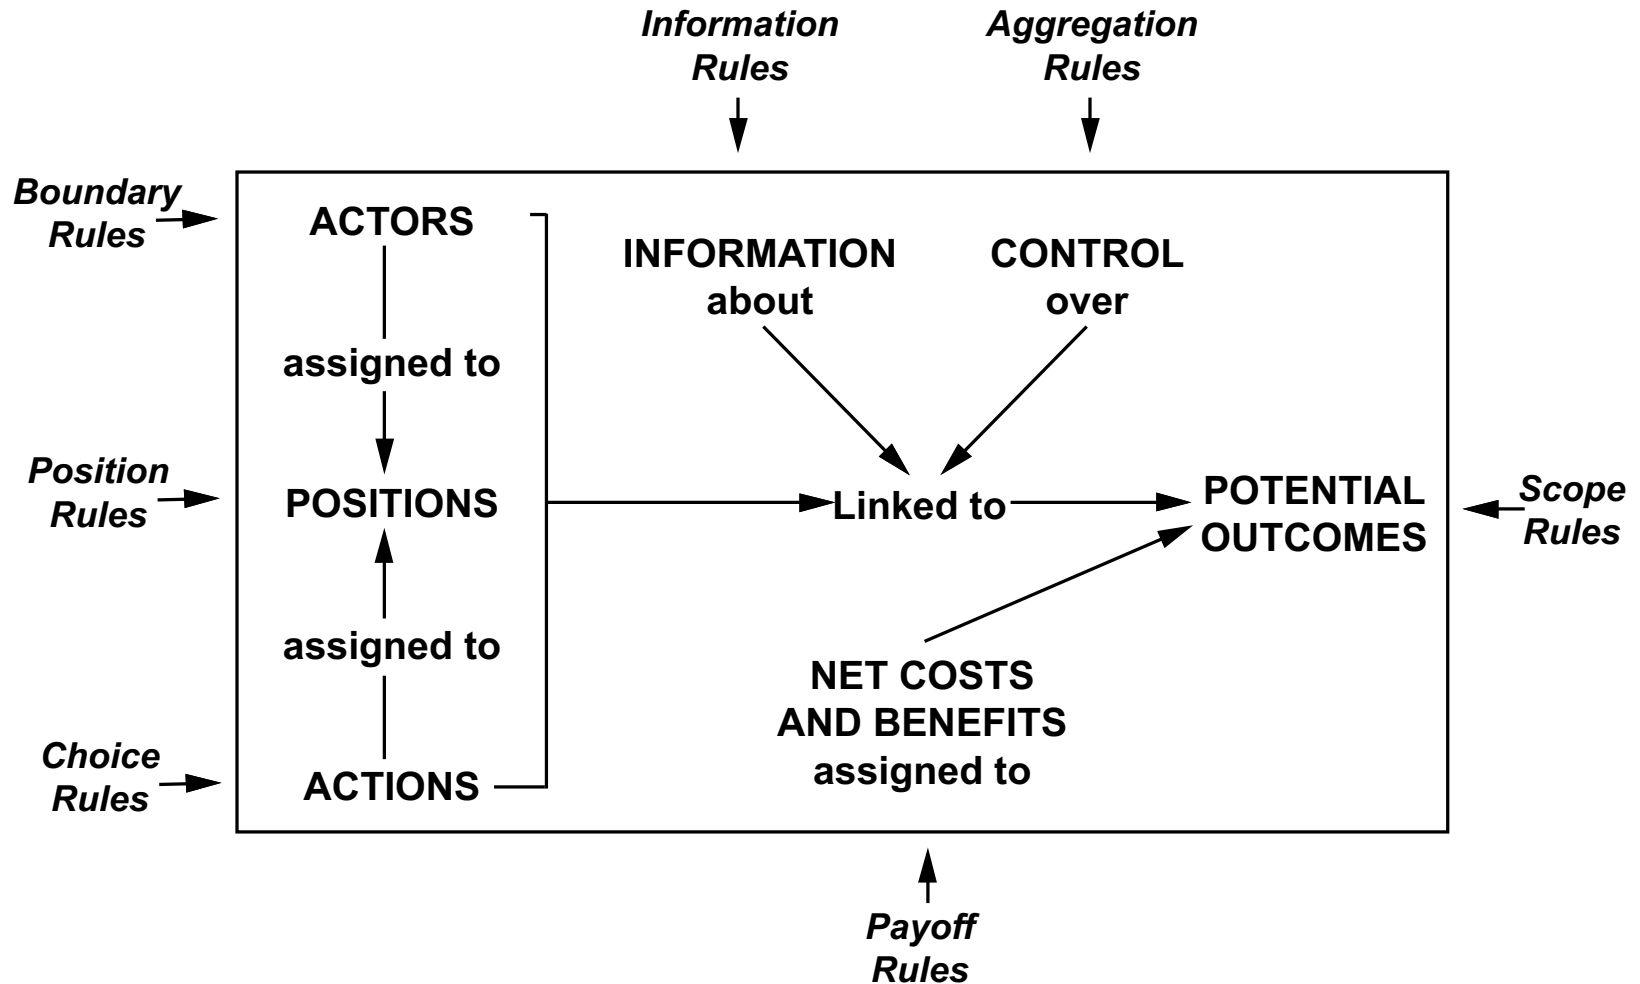 Information
Rules
Aggregation
Rules
Boundary
Rules
ACTORS
INFORMATION
about
CONTROL
over
assigned to
Position
Rules
POSITIONS
Linked to
POTENTIAL
OUTCOMES
Scope
Rules
assigned to
NET COSTS
AND BENEFITS
assigned to
Choice
Rules
ACTIONS
Payoff
Rules